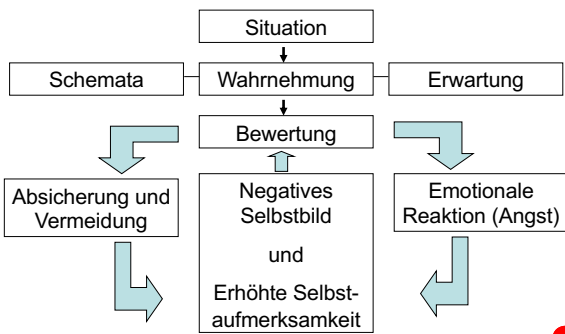 Situation
Schemata
Wahrnehmung
Erwartung
Bewertung
Absicherung und
Vermeidung
Negatives
Selbstbild
und
Erhöhte Selbst-
aufmerksamkeit
Emotionale
Reaktion (Angst)